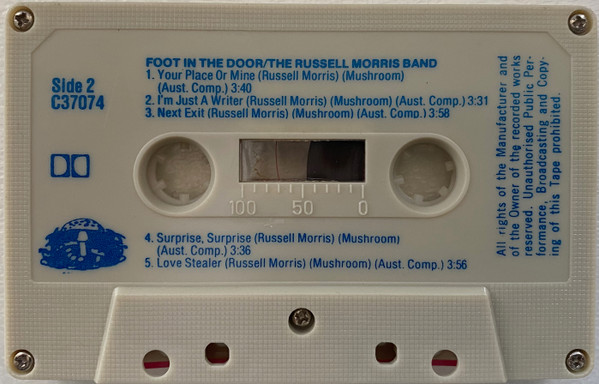 FOOT IN THE DOOR/THE RUSSELL MORRIS BAND
Side 2
C37074
1. Your Place Or Mine (Russell Morris) (Mushroom)
(Aust. Comp.) 3:40
2. I'm Just A Writer (Russell Morris) (Mushroom) (Aust. Comp.) 3:31
3. Next Exit (Russell Morris) (Mushroom) (Aust. Comp.) 3:58
100 50 0
4. Surprise, Surprise (Russell Morris) (Mushroom)
(Aust. Comp.) 3:36
5. Love Stealer (Russell Morris) (Mushroom) (Aust. Comp.) 3:56
All rights of the Manufacturer and
of the Owner of the recorded works
reserved. Unauthorised Public Per-
formance, Broadcasting and Copy-
ing of this Tape prohibited.